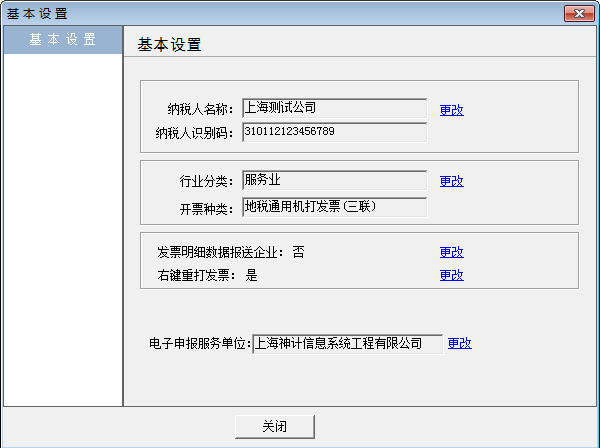 基本设置
基本设置
基本设置
纳税人名称： 上海测试公司 更改
纳税人识别码： 310112123456789
行业分类： 服务业 更改
开票种类： 地税通用机打发票(三联)
发票明细数据报送企业： 否 更改
右键重打发票： 是 更改
电子申报服务单位: 上海神计信息系统工程有限公司 更改
关闭